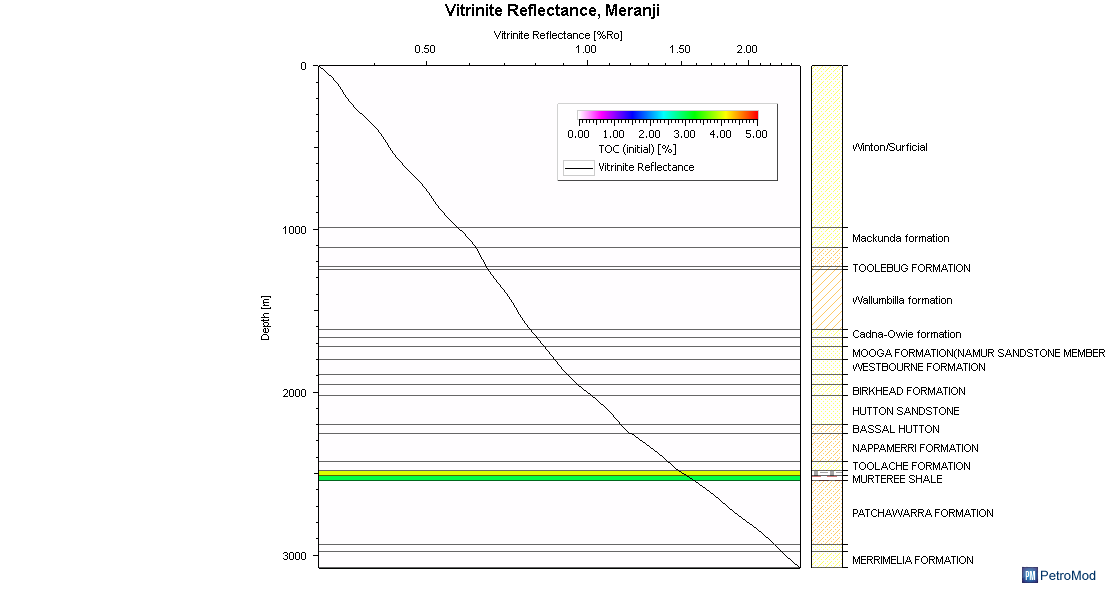 Vitrinite Reflectance, Meranji
Vitrinite Reflectance [%Ro]
0.50 1.00 1.50 2.00
0
1000
2000
3000
Depth [m]
0.00 1.00 2.00 3.00 4.00 5.00
TOC (initial) [%]
Vitrinite Reflectance
Winton/Surficial
Mackunda formation
TOOLEBUG FORMATION
Wallumbilla formation
Cadna-Owie formation
MOOGA FORMATION(NAMUR SANDSTONE MEMBER
WESTBOURNE FORMATION
BIRKHEAD FORMATION
HUTTON SANDSTONE
BASSAL HUTTON
NAPPAMERRI FORMATION
TOOLACHE FORMATION
MURTEREE SHALE
PATCHAWARRA FORMATION
MERRIMELIA FORMATION
PM PetroMod